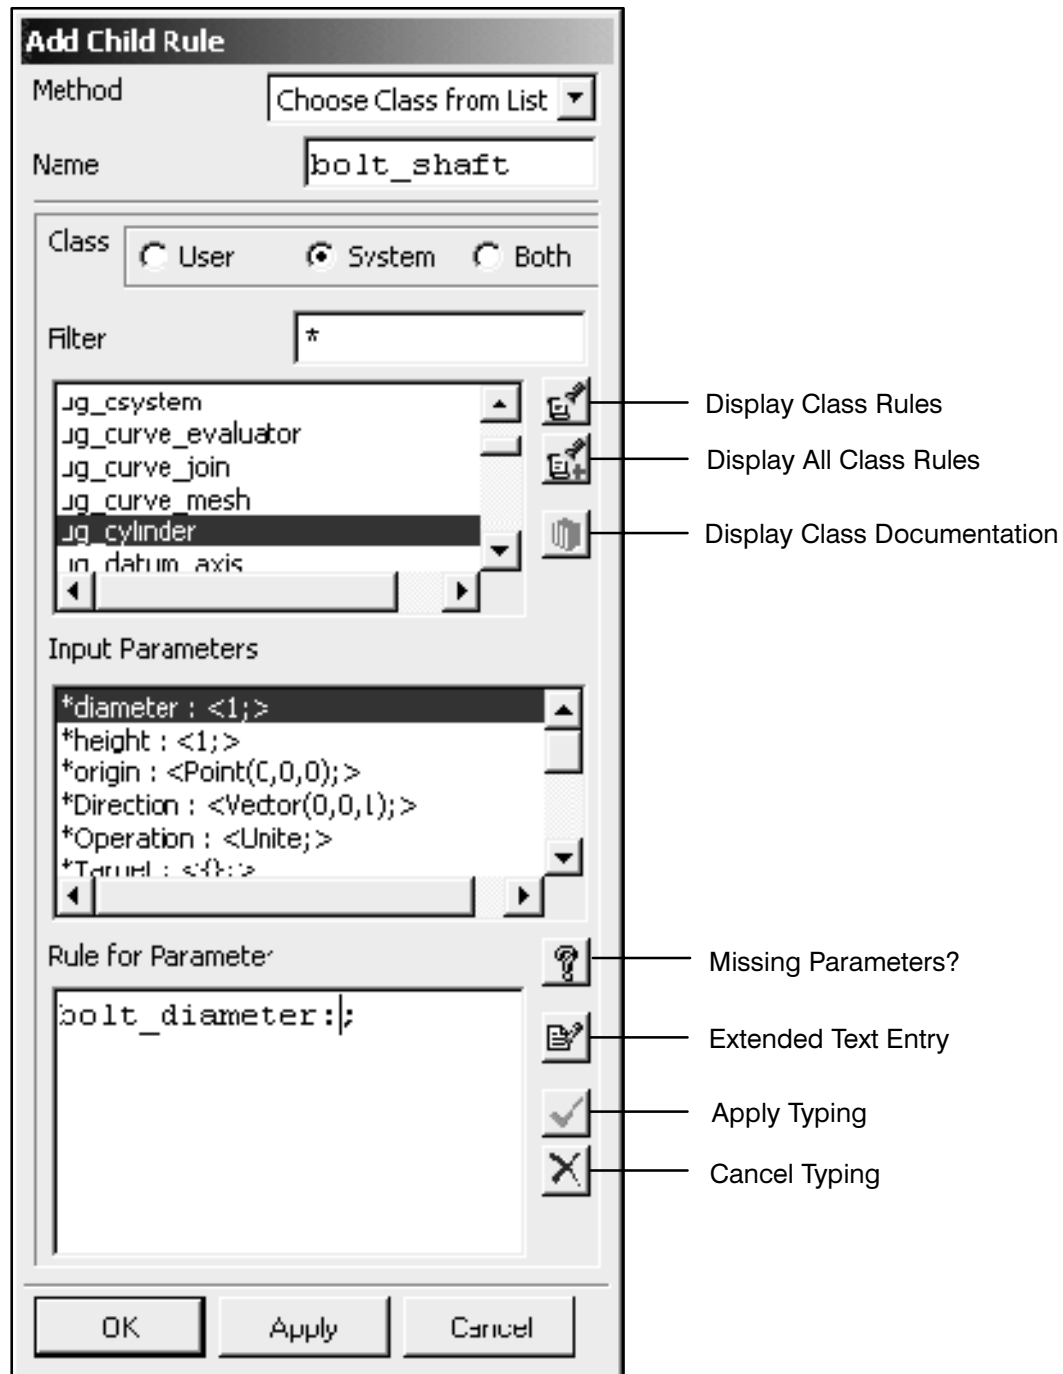 Add Child Rule
Method
Choose Class from List
Name
bolt_shaft
Class
User
System
Both
Filter
*
ug_csystem
ug_curve_evaluator
ug_curve_join
ug_curve_mesh
ug_cylinder
ug_datum_axis
Display Class Rules
Display All Class Rules
Display Class Documentation
Input Parameters
*diameter : <1;>
*height : <1;>
*origin : <Point(0,0,0);>
*Direction : <Vector(0,0,1);>
*Operation : <Unite;>
*Target : <{};>
Rule for Parameter
bolt_diameter:;
Missing Parameters?
Extended Text Entry
Apply Typing
Cancel Typing
OK
Apply
Cancel